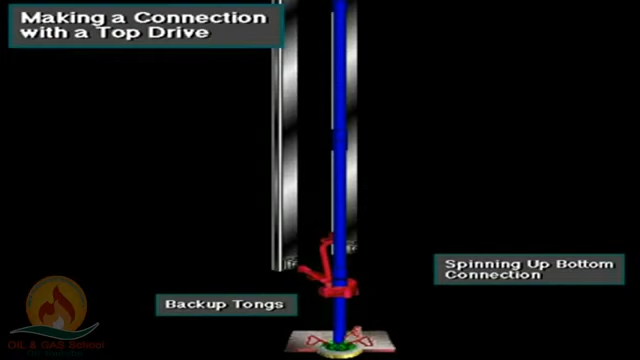 Making a Connection
with a Top Drive
Spinning Up Bottom
Connection
Backup Tongs
OIL & GAS School